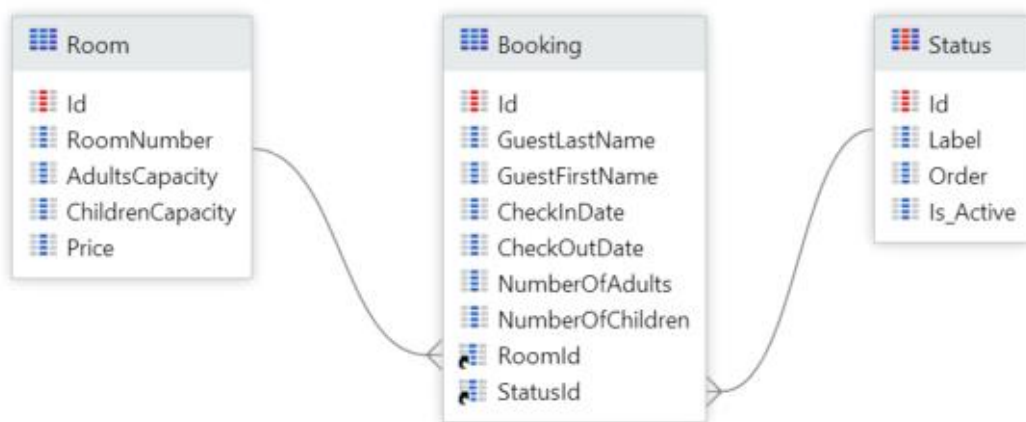 Room
Id
RoomNumber
AdultsCapacity
ChildrenCapacity
Price
Booking
Id
GuestLastName
GuestFirstName
CheckInDate
CheckOutDate
NumberOfAdults
NumberOfChildren
RoomId
StatusId
Status
Id
Label
Order
Is_Active